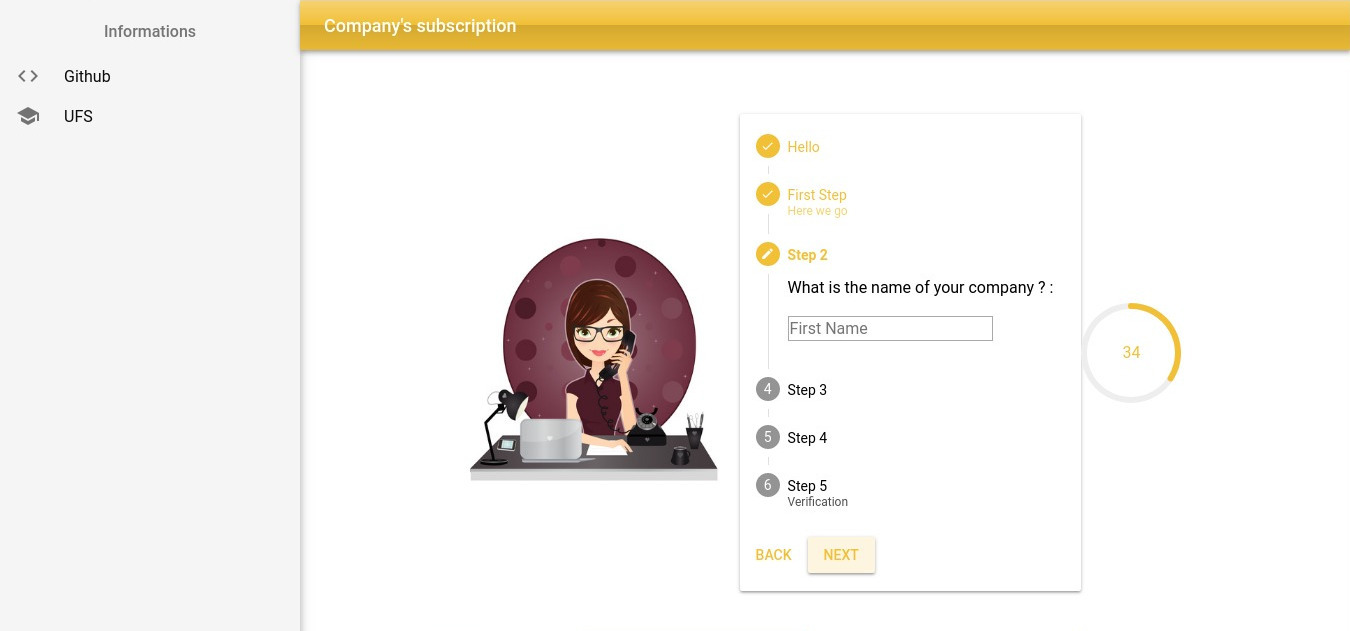 Informations
Github
UFS
Company's subscription
Hello
First Step
Here we go
Step 2
What is the name of your company ? :
First Name
4 Step 3
5 Step 4
6 Step 5
Verification
BACK NEXT
34